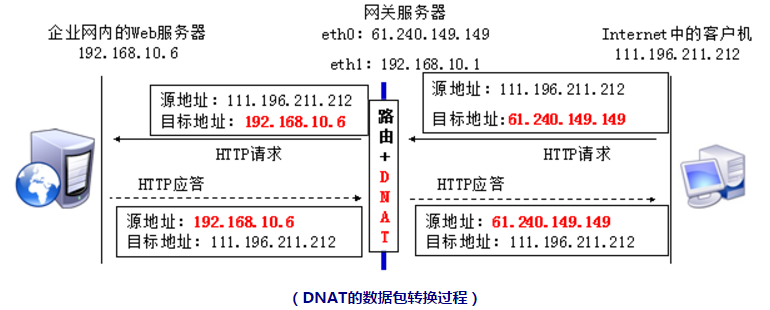 网关服务器
企业网内的Web服务器
eth0：61.240.149.149
Internet中的客户机
192.168.10.6
eth1：192.168.10.1
111.196.211.212
源地址：111.196.211.212
目标地址：192.168.10.6
HTTP请求
HTTP应答
源地址：192.168.10.6
目标地址：111.196.211.212
路由+DNAT
源地址：111.196.211.212
目标地址:61.240.149.149
HTTP请求
HTTP应答
源地址：61.240.149.149
目标地址：111.196.211.212
（DNAT的数据包转换过程）